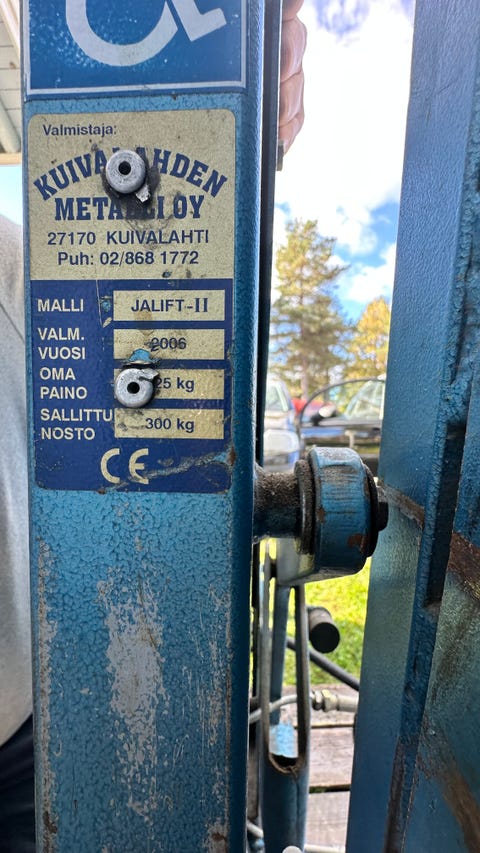 Valmistaja:
KUIVALAHDEN
METALLI OY
27170 KUIVALAHTI
Puh: 02/868 1772
MALLI JALIFT-II
VALM. VUOSI 2006
OMA PAINO 25 kg
SALLITTU NOSTO 300 kg
CE